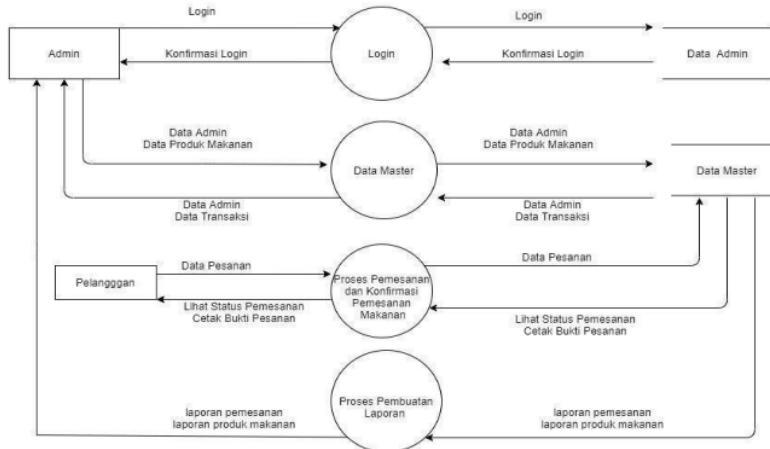 Login
Login
Admin
Konfirmasi Login
Login
Konfirmasi Login
Data Admin
Data Admin
Data Produk Makanan
Data Admin
Data Produk Makanan
Data Master
Data Master
Data Admin
Data Transaksi
Data Admin
Data Transaksi
Data Pesanan
Data Pesanan
Pelangggan
Proses Pemesanan
dan Konfirmasi
Pemesanan
Makanan
Lihat Status Pemesanan
Cetak Bukti Pesanan
Lihat Status Pemesanan
Cetak Bukti Pesanan
Proses Pembuatan
Laporan
laporan pemesanan
laporan produk makanan
laporan pemesanan
laporan produk makanan